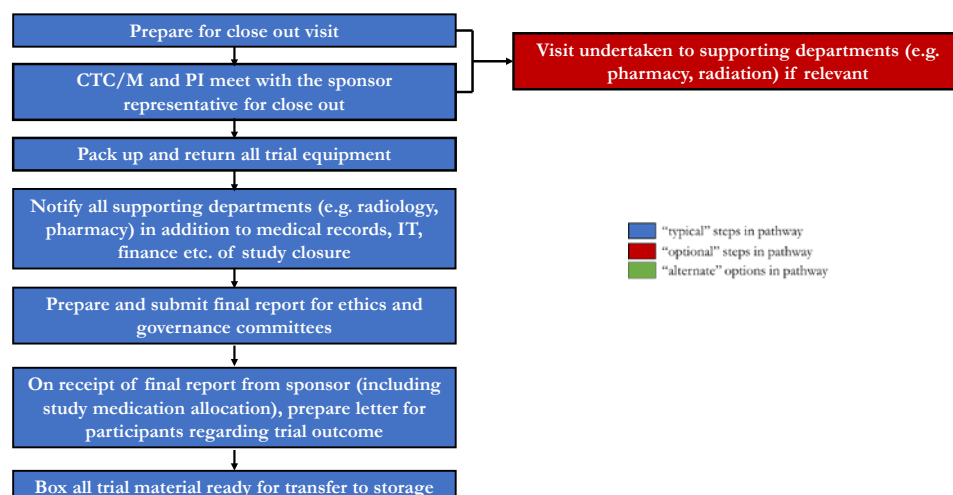 Prepare for close out visit
Visit undertaken to supporting departments (e.g.
pharmacy, radiation) if relevant
CTC/M and PI meet with the sponsor
representative for close out
Pack up and return all trial equipment
Notify all supporting departments (e.g. radiology,
pharmacy) in addition to medical records, IT,
finance etc. of study closure
"typical" steps in pathway
"optional" steps in pathway
"alternate" options in pathway
Prepare and submit final report for ethics and
governance committees
On receipt of final report from sponsor (including
study medication allocation), prepare letter for
participants regarding trial outcome
Box all trial material ready for transfer to storage